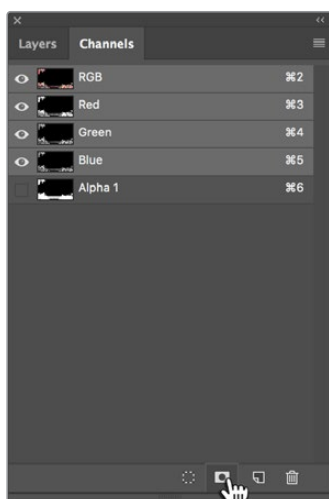 Layers Channels
RGB ⌘2
Red ⌘3
Green ⌘4
Blue ⌘5
Alpha 1 ⌘6